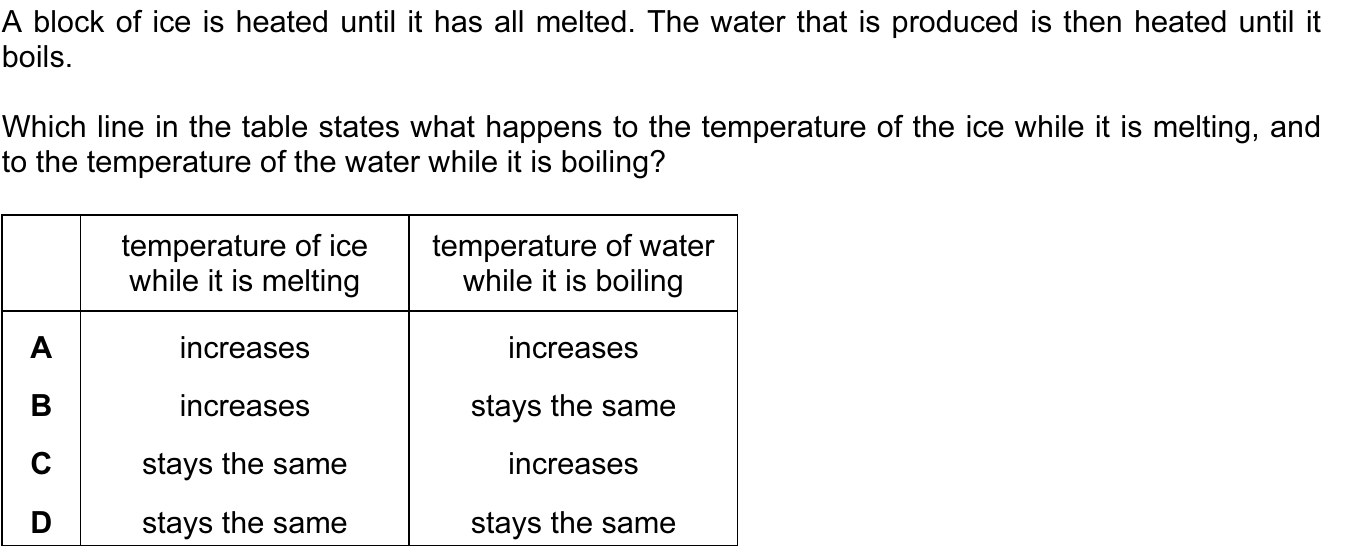 A block of ice is heated until it has all melted. The water that is produced is then heated until it
boils.
Which line in the table states what happens to the temperature of the ice while it is melting, and
to the temperature of the water while it is boiling?
temperature of ice temperature of water
while it is melting while it is boiling
A increases increases
B increases stays the same
C stays the same increases
D stays the same stays the same